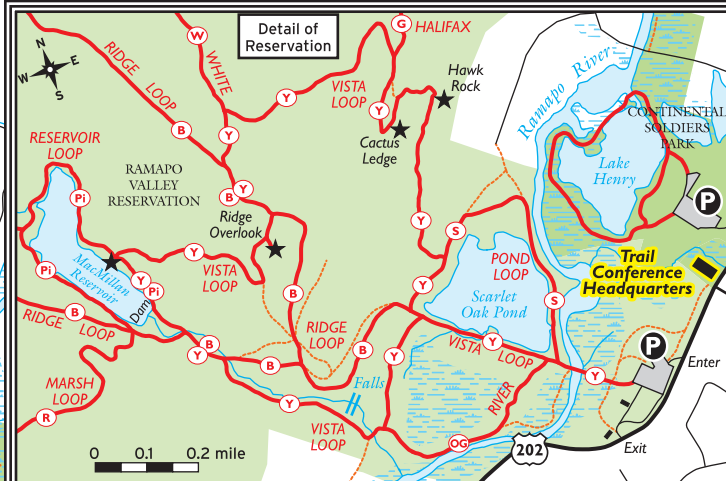 Detail of
Reservation
N
E
S
W
W
G
HALIFAX
RIDGE LOOP
WHITE
VISTA
LOOP
Y
Y
Hawk
Rock
Ramapo River
CONTINENTAL
SOLDIERS
PARK
B
Y
Cactus
Ledge
RESERVOIR
LOOP
RAMAPO
VALLEY
RESERVATION
Lake
Henry
P
Pi
Y
B
Ridge
Overlook
Y
S
Trail
Conference
Headquarters
MacMillan
Reservoir
Y
VISTA
LOOP
POND
LOOP
Pi
Y
Pi
B
Y
Scarlet
Oak Pond
S
Dam
RIDGE LOOP
B
RIDGE
LOOP
B
Y
B
B
Y
VISTA LOOP
Y
P
Enter
MARSH
LOOP
R
Y
Falls
RIVER
Y
VISTA
LOOP
OG
202
Exit
0 0.1 0.2 mile